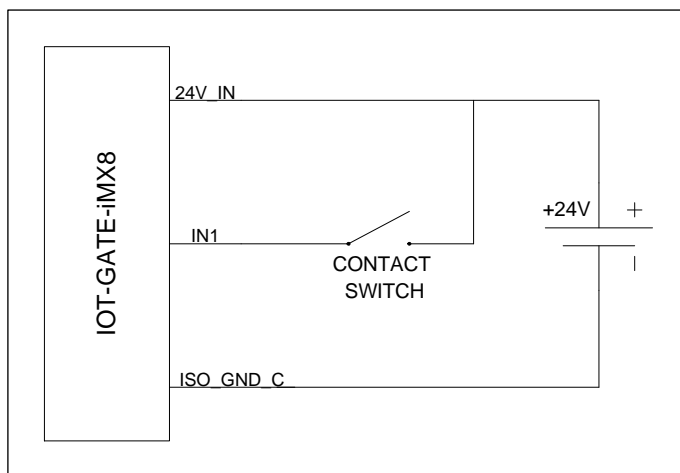 IOT-GATE-iMX8
24V_IN
+24V
+
IN1
CONTACT
SWITCH
–
ISO_GND_C